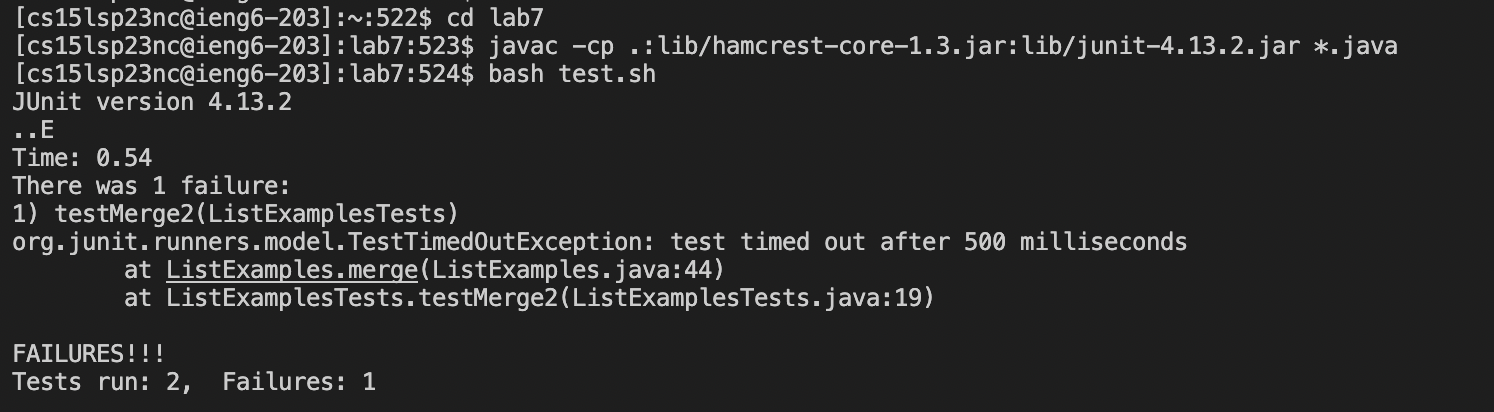 [cs15lsp23nc@ieng6-203]:~:522$ cd lab7
[cs15lsp23nc@ieng6-203]:lab7:523$ javac -cp .:lib/hamcrest-core-1.3.jar:lib/junit-4.13.2.jar *.java
[cs15lsp23nc@ieng6-203]:lab7:524$ bash test.sh
JUnit version 4.13.2
..E
Time: 0.54
There was 1 failure:
1) testMerge2(ListExamplesTests)
org.junit.runners.model.TestTimedOutException: test timed out after 500 milliseconds
        at ListExamples.merge(ListExamples.java:44)
        at ListExamplesTests.testMerge2(ListExamplesTests.java:19)

FAILURES!!!
Tests run: 2,  Failures: 1